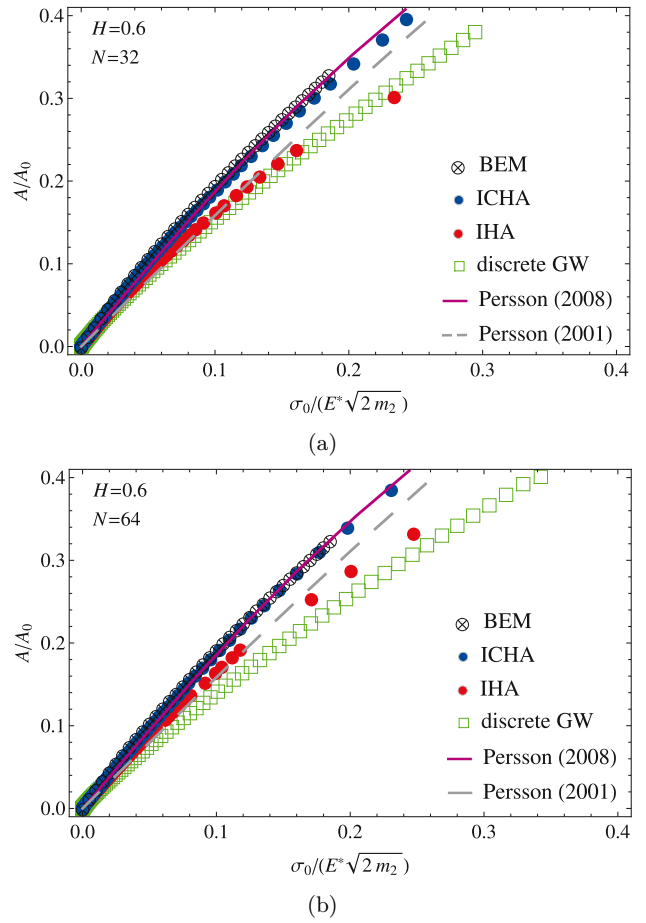 0.4
0.3
0.2
0.1
0.0
A/A₀
H=0.6
N=32
BEM
ICHA
IHA
discrete GW
Persson (2008)
Persson (2001)
0.0 0.1 0.2 0.3 0.4
σ₀/(E*√2 m₂)
(a)
0.4
0.3
0.2
0.1
0.0
A/A₀
H=0.6
N=64
BEM
ICHA
IHA
discrete GW
Persson (2008)
Persson (2001)
0.0 0.1 0.2 0.3 0.4
σ₀/(E*√2 m₂)
(b)